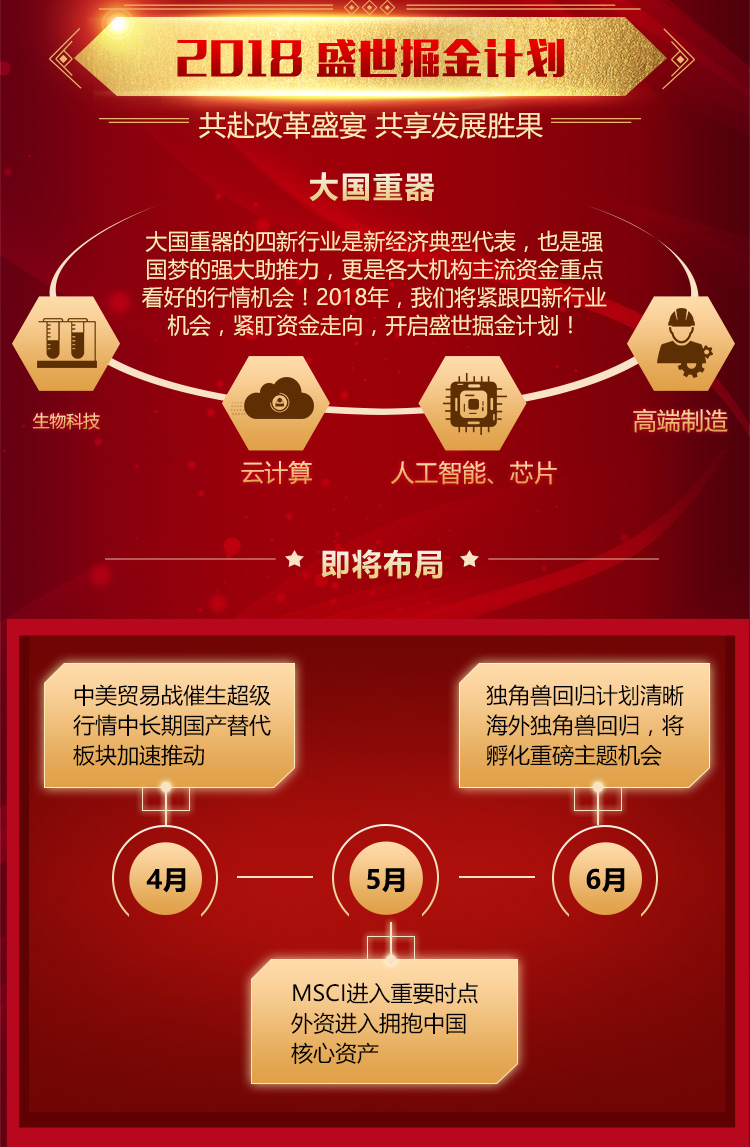 2018 盛世掘金计划
共赴改革盛宴 共享发展胜果
大国重器
大国重器的四新行业是新经济典型代表，也是强
国梦的强大助推力，更是各大机构主流资金重点
看好的行情机会！2018年，我们将紧跟四新行业
机会，紧盯资金走向，开启盛世掘金计划！
生物科技
云计算
人工智能、芯片
高端制造
即将布局
中美贸易战催生超级
行情中长期国产替代
板块加速推动
独角兽回归计划清晰
海外独角兽回归，将
孵化重磅主题机会
4月
5月
6月
MSCI进入重要时点
外资进入拥抱中国
核心资产